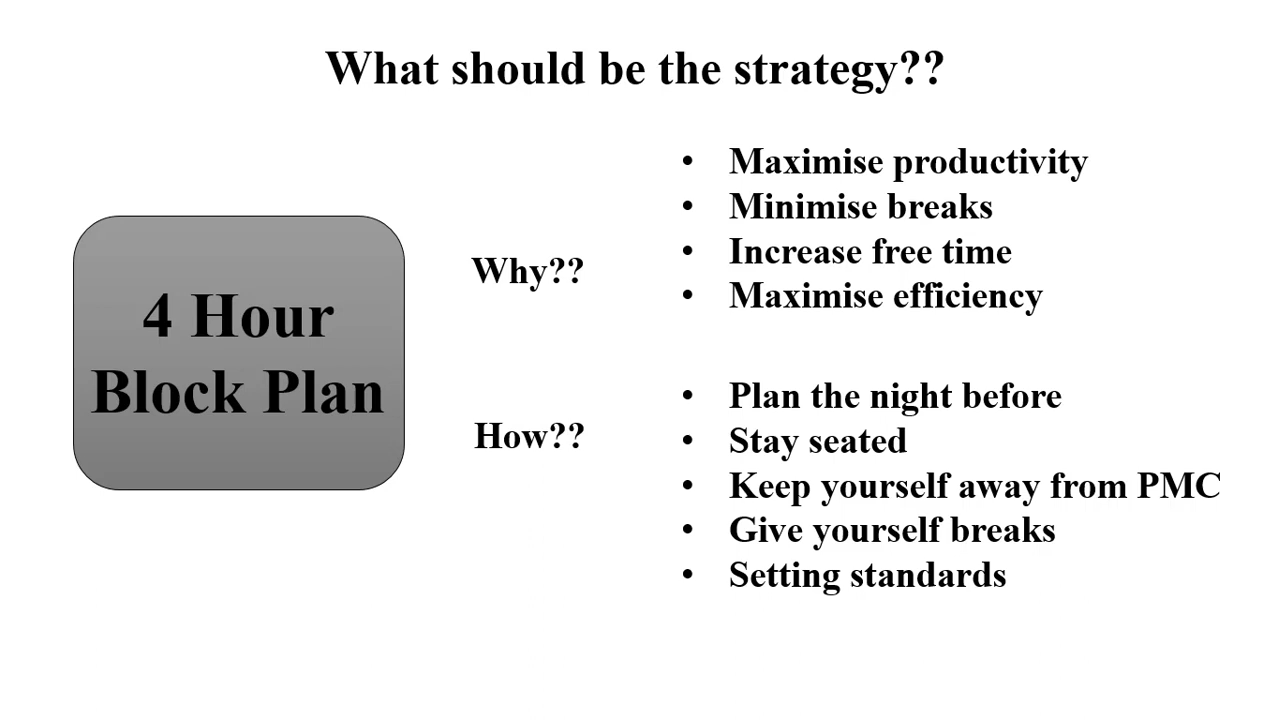 What should be the strategy??
4 Hour
Block Plan
Why??
• Maximise productivity
• Minimise breaks
• Increase free time
• Maximise efficiency
How??
• Plan the night before
• Stay seated
• Keep yourself away from PMC
• Give yourself breaks
• Setting standards